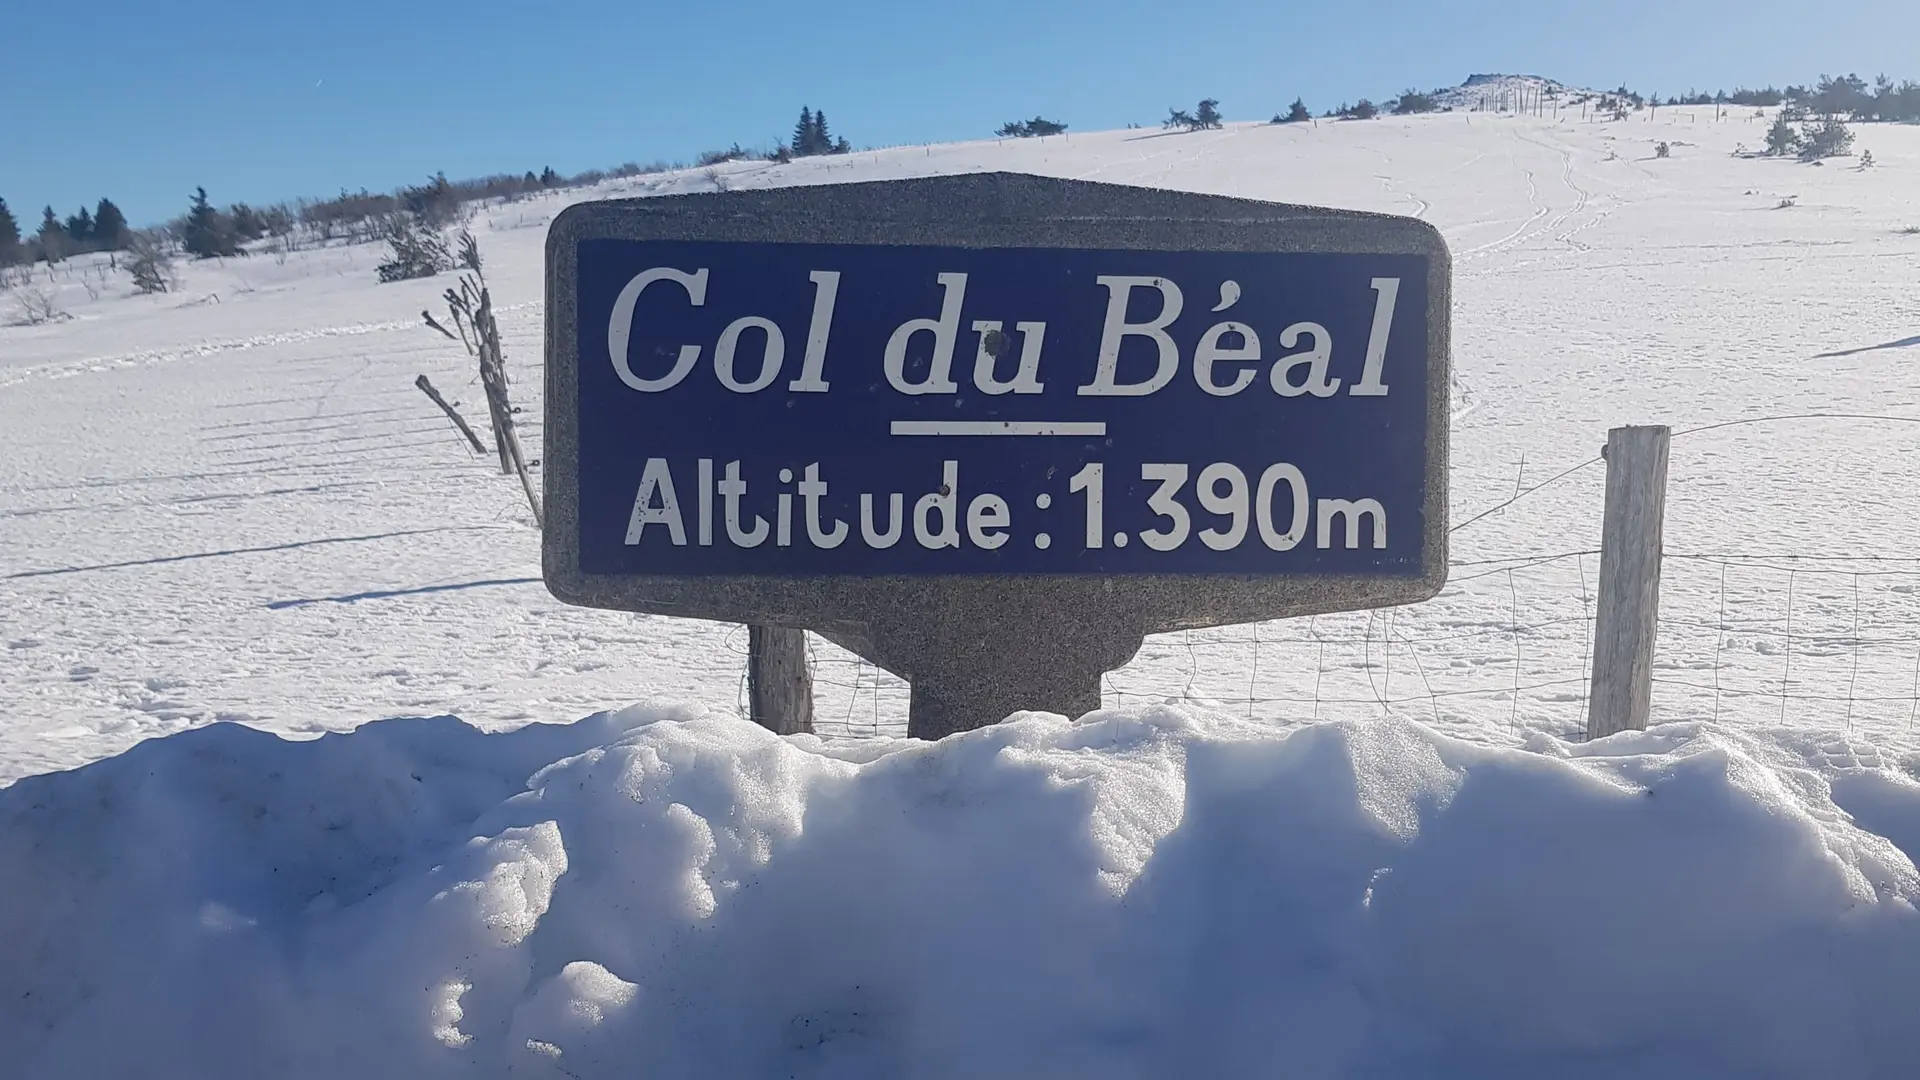 Col du Béal
Altitude : 1.390m